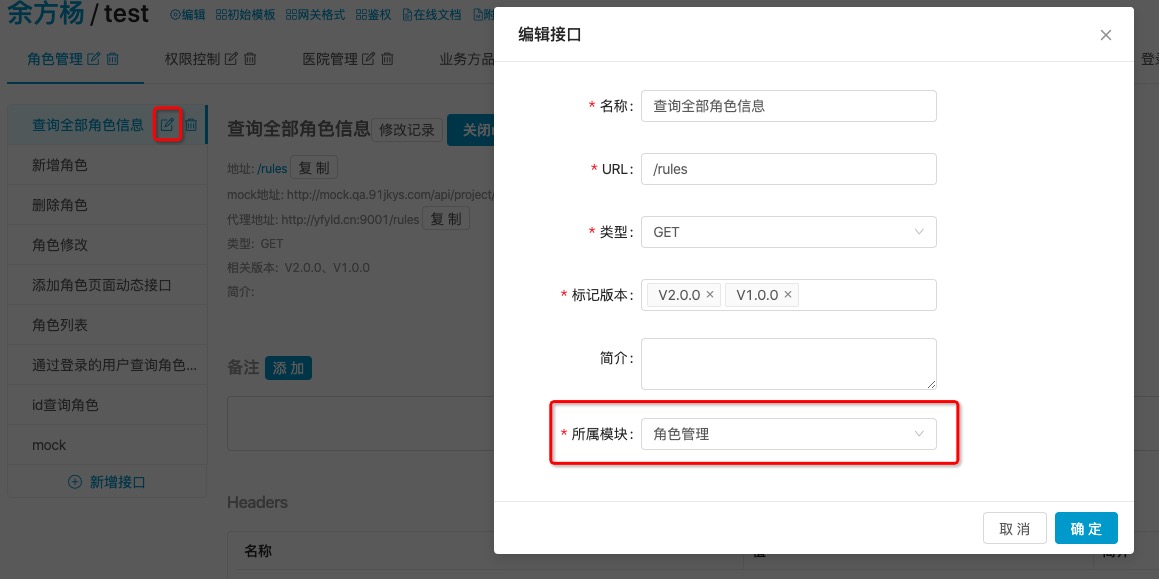 余方杨 / test 编辑 初始模板 网关格式 鉴权 在线文档
角色管理 权限控制 医院管理 业务方品
查询全部角色信息
新增角色
删除角色
角色修改
添加角色页面动态接口
角色列表
通过登录的用户查询角色...
id查询角色
mock
新增接口
查询全部角色信息 修改记录 关闭
地址: /rules 复 制
mock地址: http://mock.qa.91jkys.com/api/project/
代理地址: http://yfyld.cn:9001/rules 复 制
类型: GET
相关版本: V2.0.0、V1.0.0
简介:
备注 添 加
Headers
名称
编辑接口
* 名称: 查询全部角色信息
* URL: /rules
* 类型: GET
* 标记版本: V2.0.0 × V1.0.0 ×
简介:
* 所属模块: 角色管理
取 消 确 定